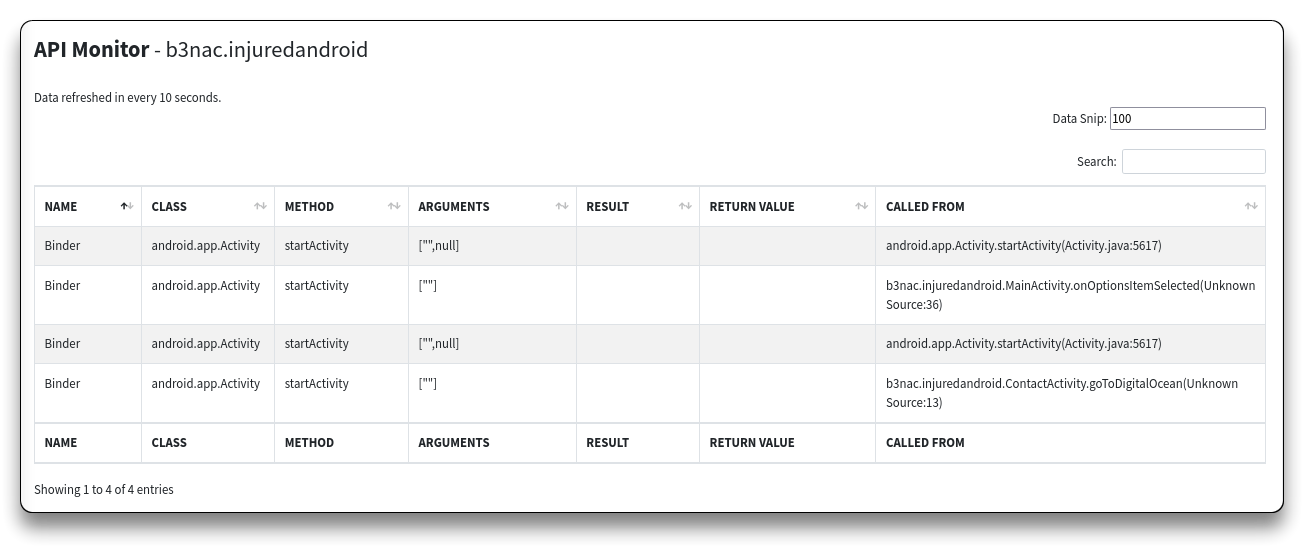 API Monitor - b3nac.injuredandroid
Data refreshed in every 10 seconds.
Data Snip: 100
Search:
NAME CLASS METHOD ARGUMENTS RESULT RETURN VALUE CALLED FROM
Binder android.app.Activity startActivity ["",null] android.app.Activity.startActivity(Activity.java:5617)
Binder android.app.Activity startActivity [""] b3nac.injuredandroid.MainActivity.onOptionsItemSelected(Unknown
Source:36)
Binder android.app.Activity startActivity ["",null] android.app.Activity.startActivity(Activity.java:5617)
Binder android.app.Activity startActivity [""] b3nac.injuredandroid.ContactActivity.goToDigitalOcean(Unknown
Source:13)
NAME CLASS METHOD ARGUMENTS RESULT RETURN VALUE CALLED FROM
Showing 1 to 4 of 4 entries